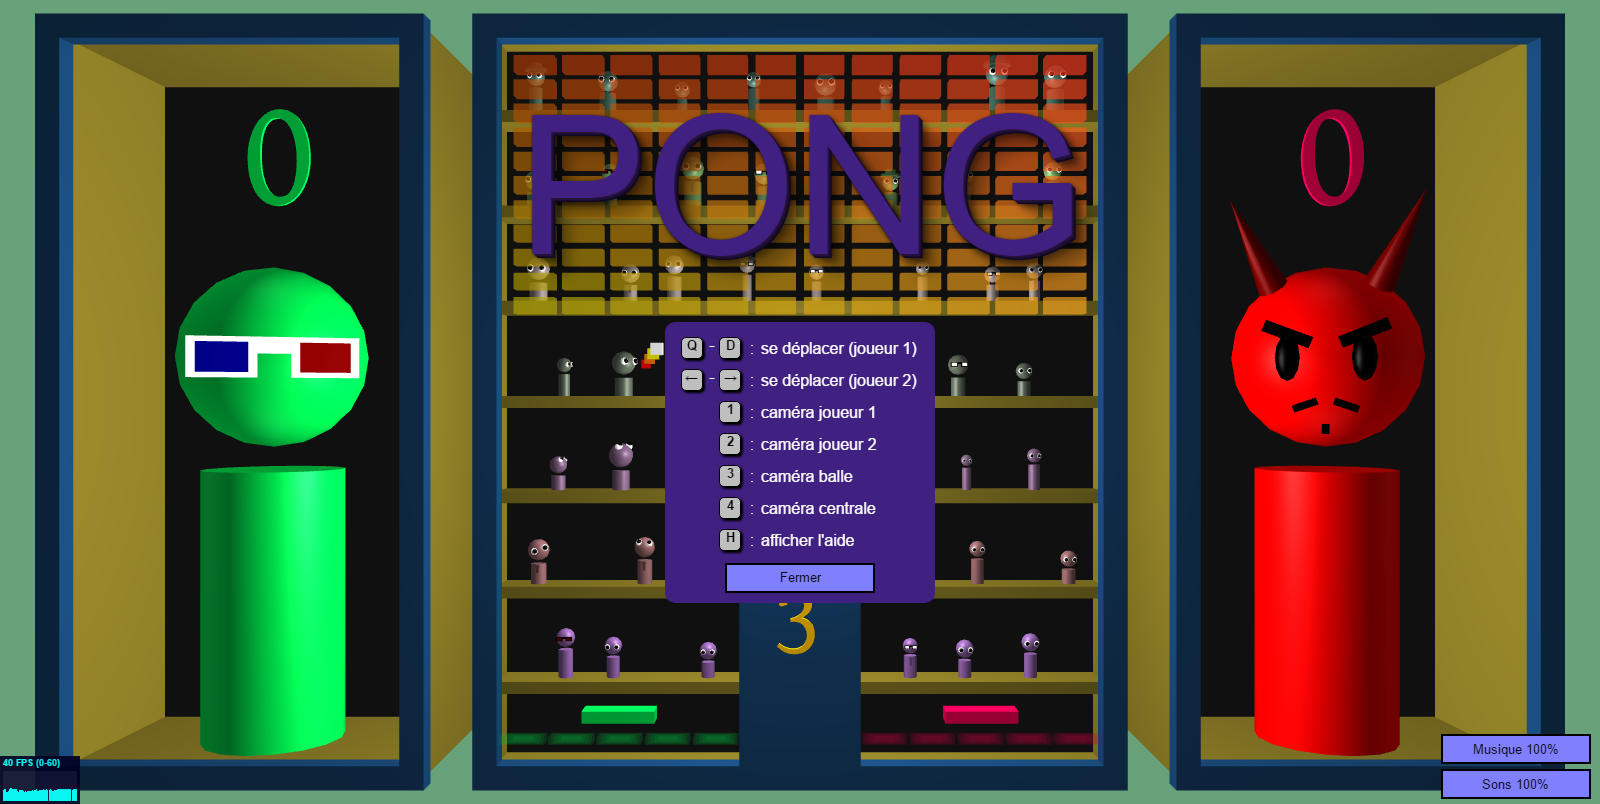 0
0
PONG
Q - D : se déplacer (joueur 1)
← - → : se déplacer (joueur 2)
1 : caméra joueur 1
2 : caméra joueur 2
3 : caméra balle
4 : caméra centrale
H : afficher l'aide
Fermer
3
40 FPS (0-60)
Musique 100%
Sons 100%